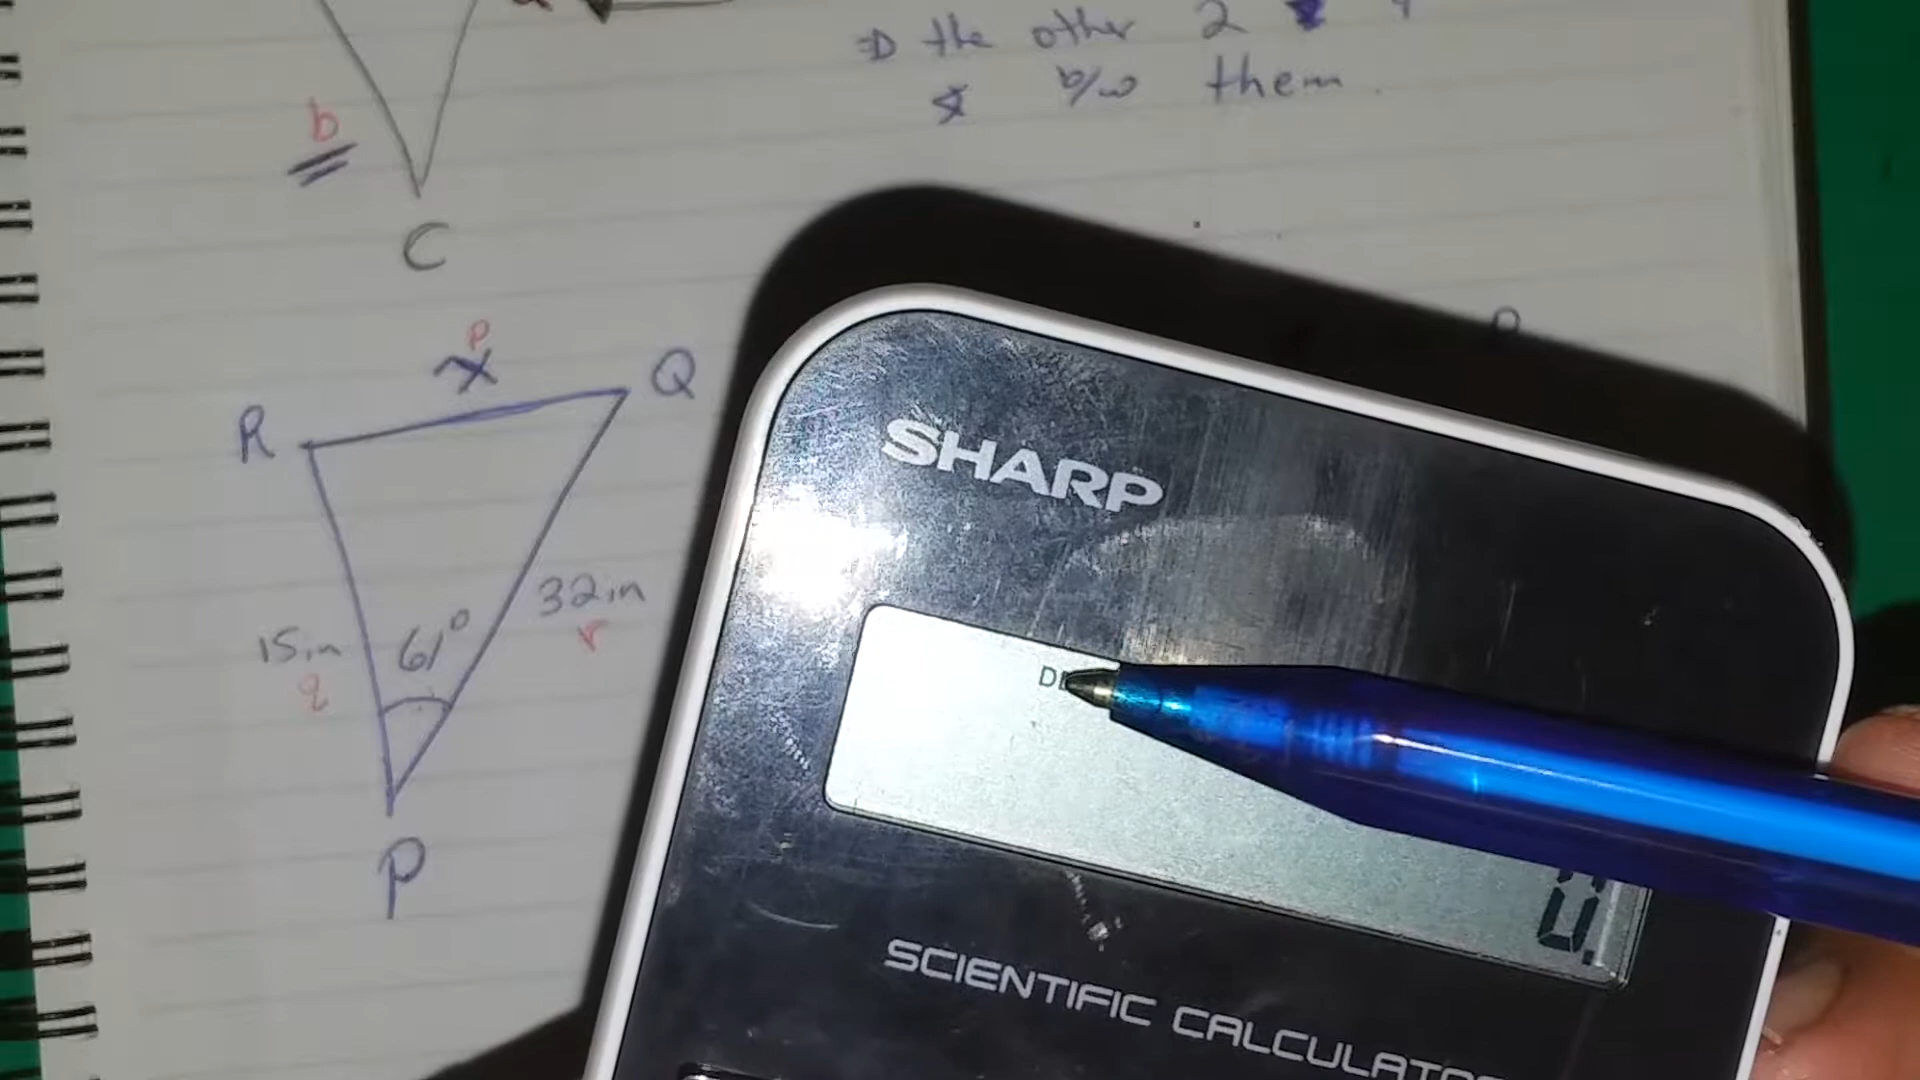 ⇒ the other 2
∡ b/w them.
b
C
p
x
R
Q
15in
q
61°
32in
r
P
SHARP
0.
SCIENTIFIC CALCULATOR